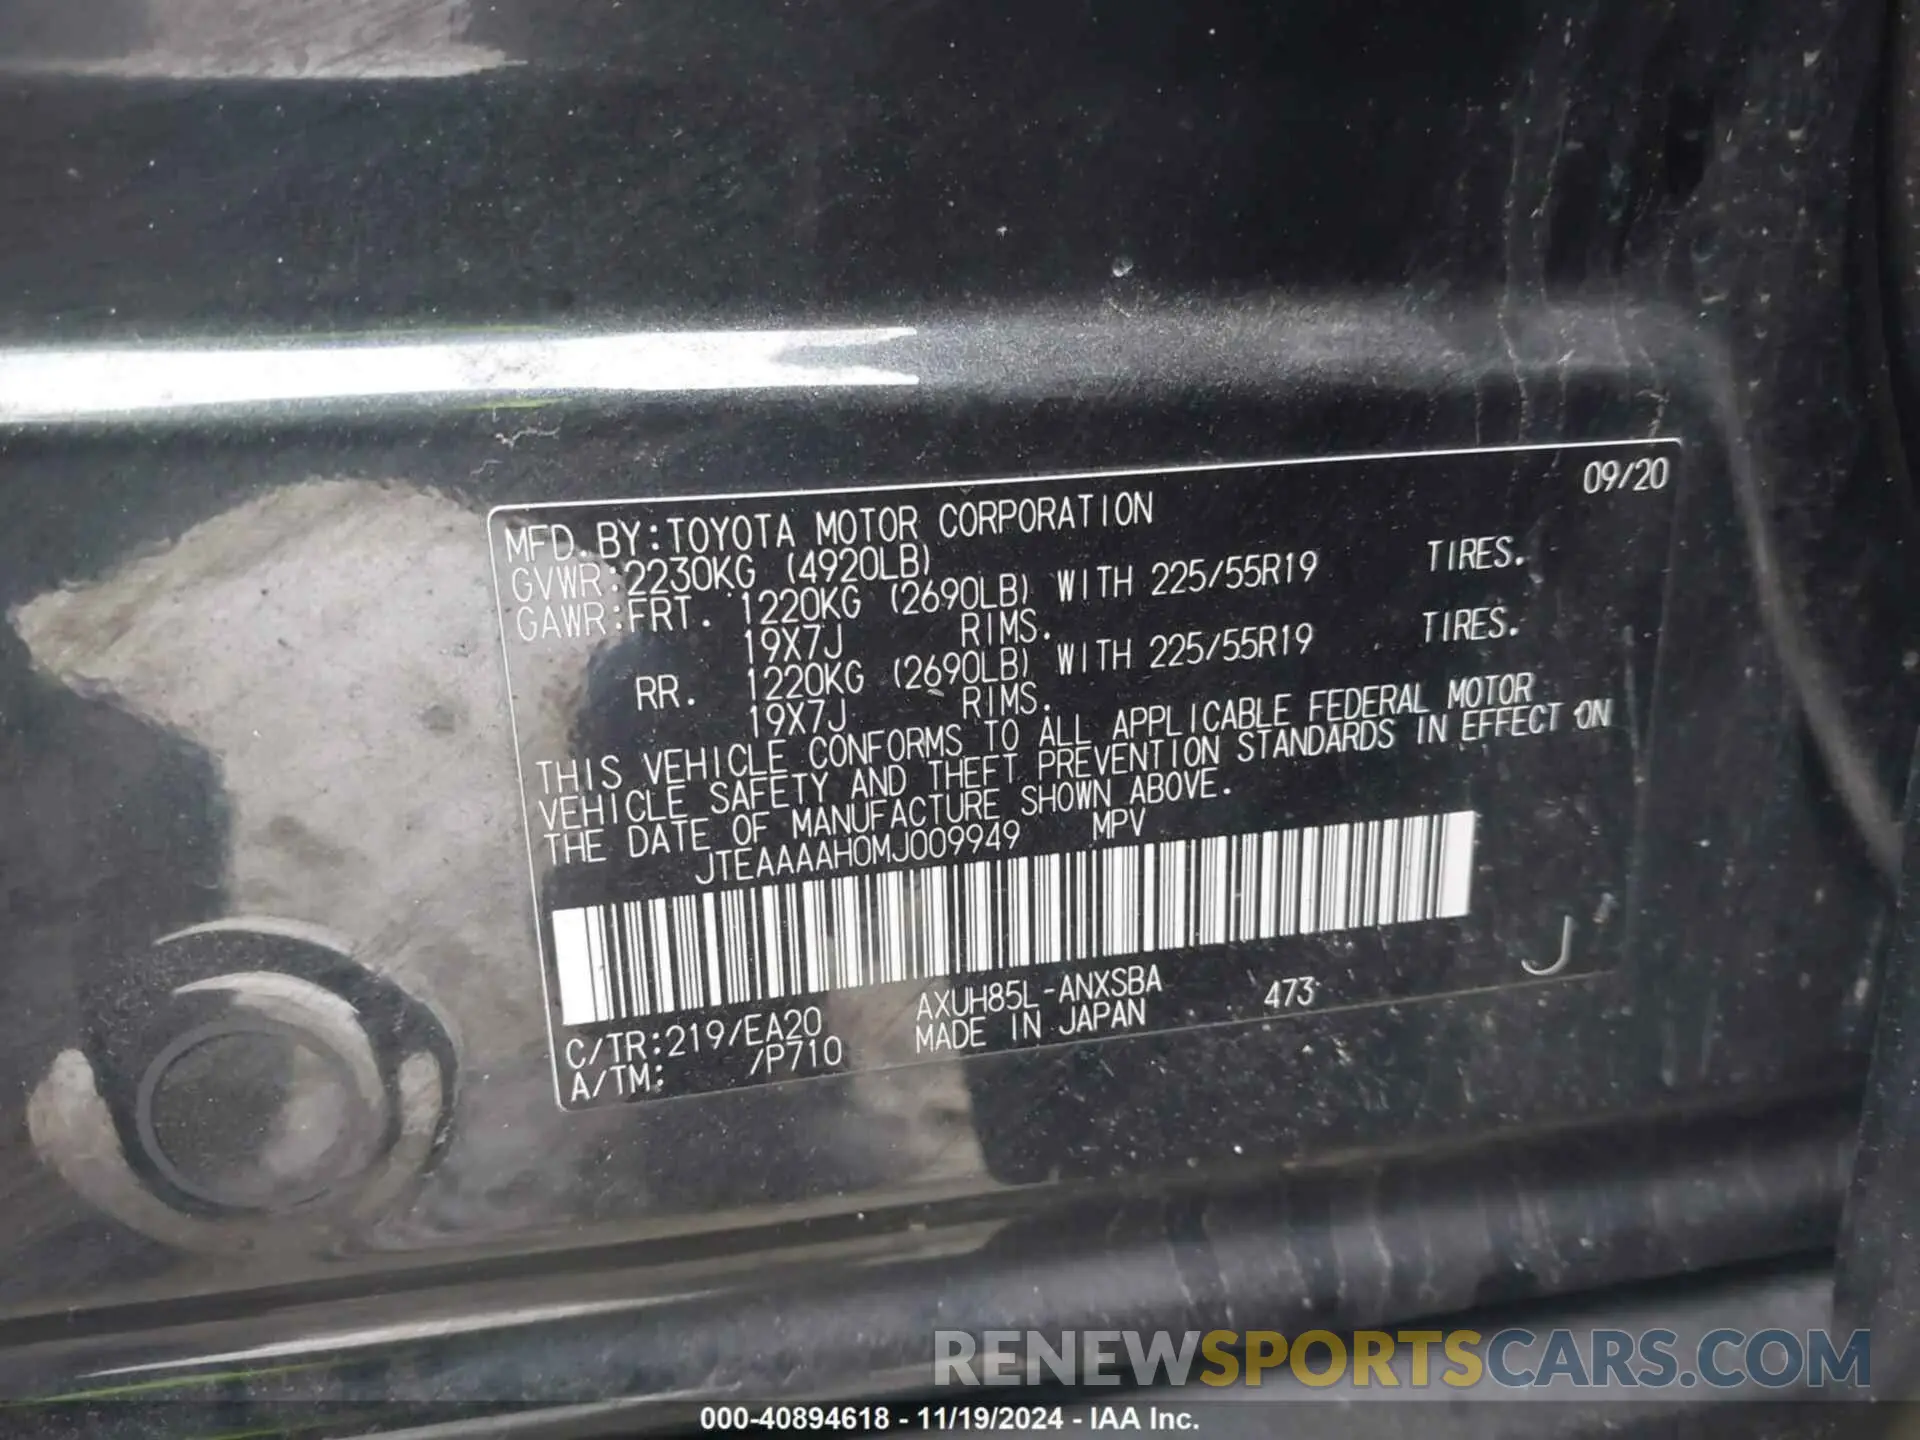 09/20
MFD. BY:TOYOTA MOTOR CORPORATION
GVWR:2230KG (4920LB)
GAWR:FRT. 1220KG (2690LB) WITH 225/55R19 TIRES.
19X7J RIMS.
RR. 1220KG (2690LB) WITH 225/55R19 TIRES.
19X7J RIMS.
THIS VEHICLE CONFORMS TO ALL APPLICABLE FEDERAL MOTOR
VEHICLE SAFETY AND THEFT PREVENTION STANDARDS IN EFFECT ON
THE DATE OF MANUFACTURE SHOWN ABOVE.
JTEAAAAH0MJ009949 MPV
C/TR:219/EA20 AXUH85L-ANXSBA 473 J
A/TM: /P710 MADE IN JAPAN
RENEWSPORTSCARS.COM
000-40894618 - 11/19/2024 - IAA Inc.